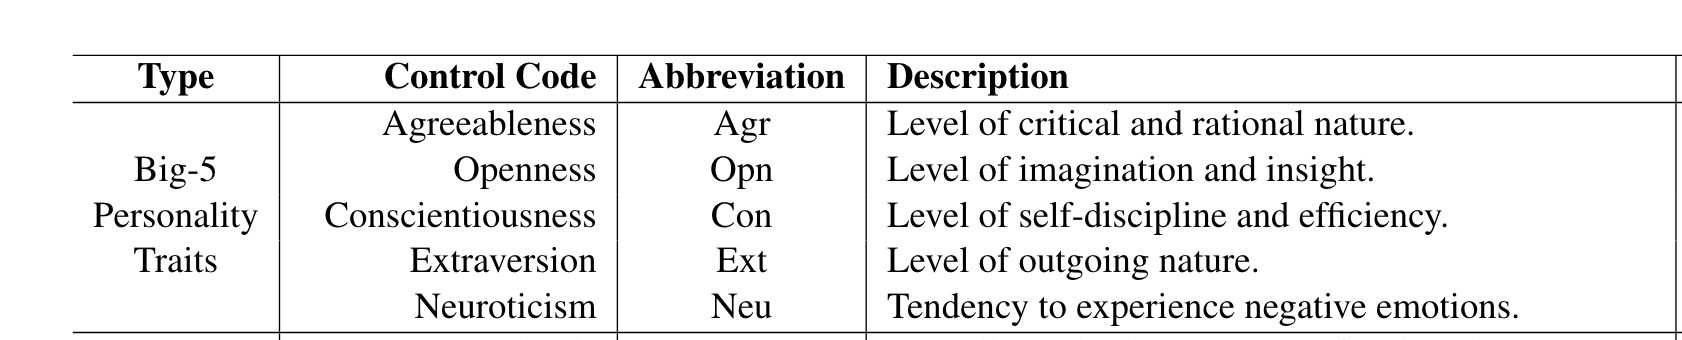 Type Control Code Abbreviation Description
Agreeableness Agr Level of critical and rational nature.
Big-5 Openness Opn Level of imagination and insight.
Personality Conscientiousness Con Level of self-discipline and efficiency.
Traits Extraversion Ext Level of outgoing nature.
Neuroticism Neu Tendency to experience negative emotions.